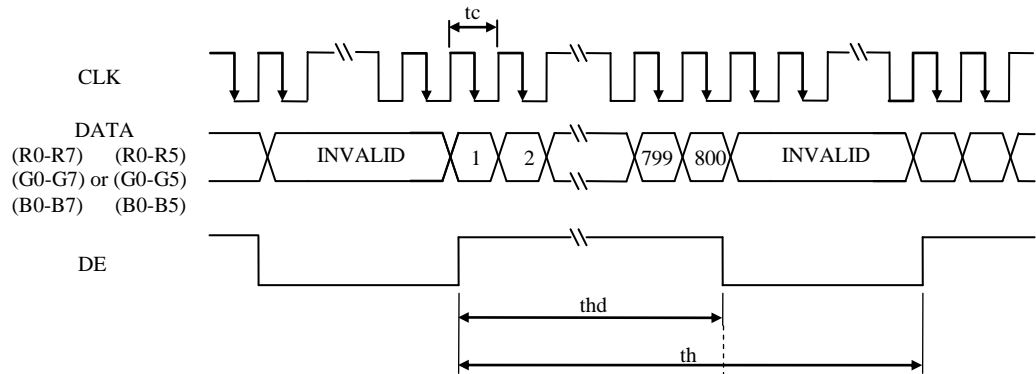 tc
CLK
DATA
(R0-R7) (R0-R5)
(G0-G7) or (G0-G5)
(B0-B7) (B0-B5)
INVALID 1 2 799 800 INVALID
DE
thd
th